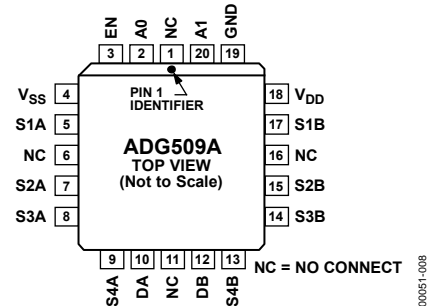 EN A0 NC A1 GND
3 2 1 20 19
VSS 4 PIN 1 18 VDD
IDENTIFIER
S1A 5 17 S1B
NC 6 ADG509A 16 NC
TOP VIEW
S2A 7 (Not to Scale) 15 S2B
S3A 8 14 S3B
9 10 11 12 13
S4A DA NC DB S4B
NC = NO CONNECT
00051-008